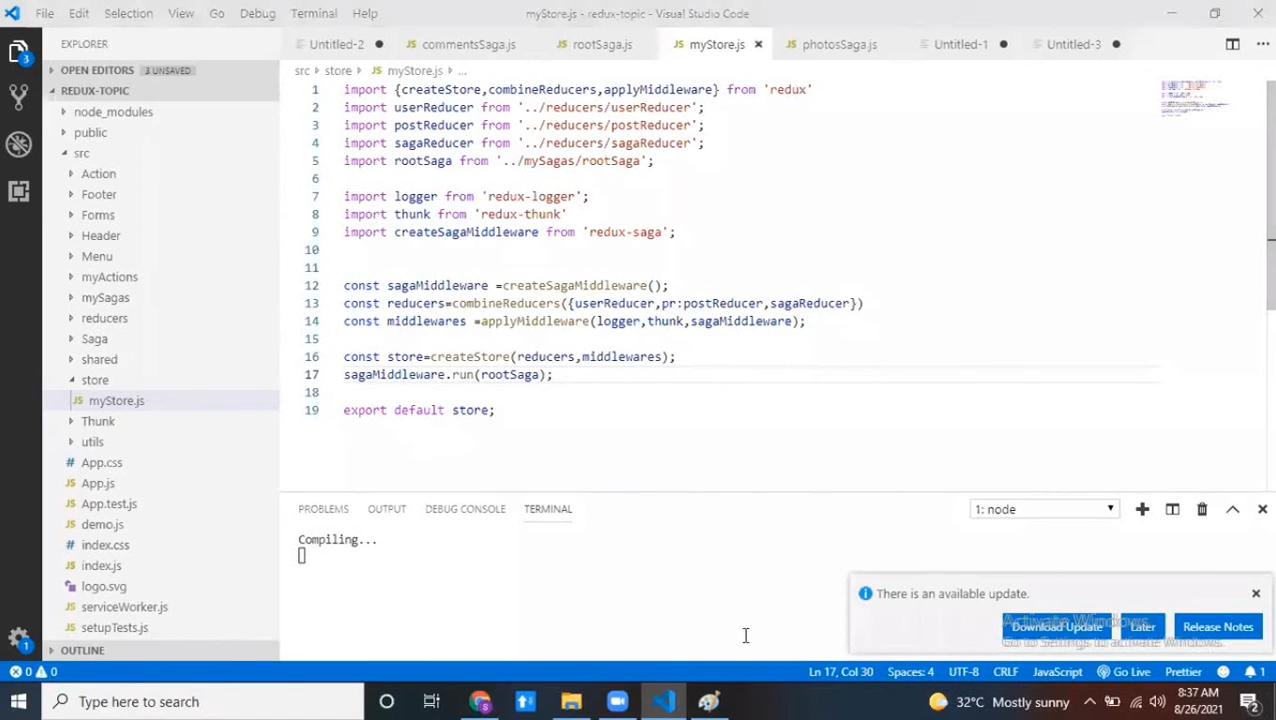 File Edit Selection View Go Debug Terminal Help
myStore.js - redux-topic - Visual Studio Code
EXPLORER
Untitled-2
commentsSaga.js
rootSaga.js
myStore.js
photosSaga.js
Untitled-1
Untitled-3
OPEN EDITORS 3 UNSAVED
REDUX-TOPIC
node_modules
public
src
Action
Footer
Forms
Header
Menu
myActions
mySagas
reducers
Saga
shared
store
myStore.js
Thunk
utils
App.css
App.js
App.test.js
demo.js
index.css
index.js
logo.svg
serviceWorker.js
setupTests.js
OUTLINE
src > store > JS myStore.js > ...
1 import {createStore,combineReducers,applyMiddleware} from 'redux'
2 import userReducer from '../reducers/userReducer';
3 import postReducer from '../reducers/postReducer';
4 import sagaReducer from '../reducers/sagaReducer';
5 import rootSaga from '../mySagas/rootSaga';
6
7 import logger from 'redux-logger';
8 import thunk from 'redux-thunk'
9 import createSagaMiddleware from 'redux-saga';
10
11
12 const sagaMiddleware =createSagaMiddleware();
13 const reducers=combineReducers({userReducer,pr:postReducer,sagaReducer})
14 const middlewares =applyMiddleware(logger,thunk,sagaMiddleware);
15
16 const store=createStore(reducers,middlewares);
17 sagaMiddleware.run(rootSaga);
18
19 export default store;
PROBLEMS OUTPUT DEBUG CONSOLE TERMINAL
1: node
Compiling...
There is an available update.
Download Update Later Release Notes
Activate Windows
Go to Settings to activate Windows.
0 0
Ln 17, Col 30 Spaces: 4 UTF-8 CRLF JavaScript Go Live Prettier 1
Type here to search
32°C Mostly sunny
8:37 AM
8/26/2021